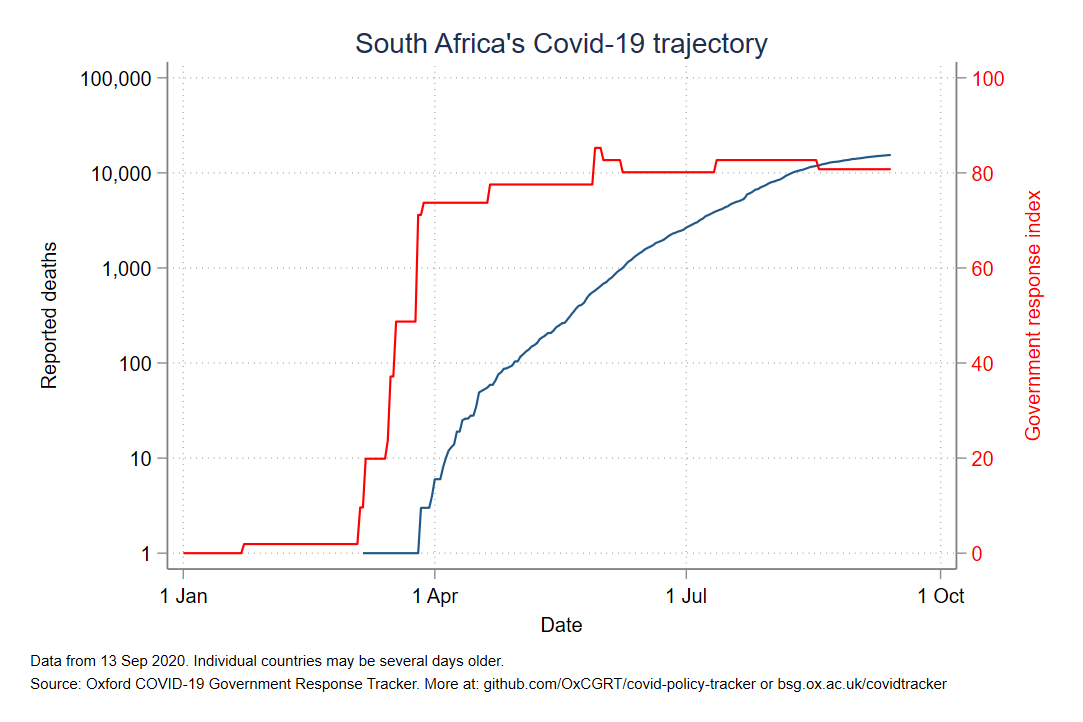 South Africa's Covid-19 trajectory
100,000
10,000
1,000
100
10
1
Reported deaths
100
80
60
40
20
0
Government response index
1 Jan
1 Apr
1 Jul
1 Oct
Date
Data from 13 Sep 2020. Individual countries may be several days older.
Source: Oxford COVID-19 Government Response Tracker. More at: github.com/OxCGRT/covid-policy-tracker or bsg.ox.ac.uk/covidtracker